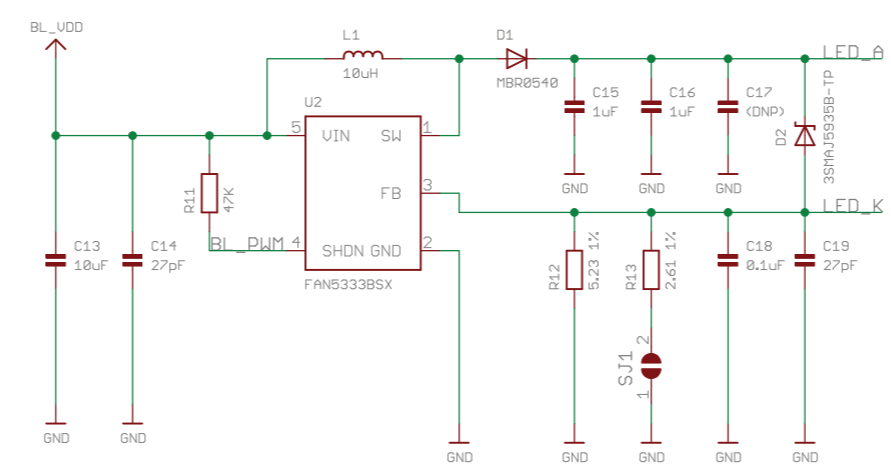 BL_VDD
L1
10uH
D1
MBR0540
LED_A
C15
1uF
C16
1uF
C17
(DNP)
D2
3SMAJ5935B-TP
U2
5
VIN
SW
1
FB
3
4
SHDN
GND
2
FAN5333BSX
R11
47K
BL_PWM
GND
GND
GND
LED_K
C13
10uF
C14
27pF
R12
5.23 1%
R13
2.61 1%
C18
0.1uF
C19
27pF
SJ1
2
1
GND
GND
GND
GND
GND
GND
GND